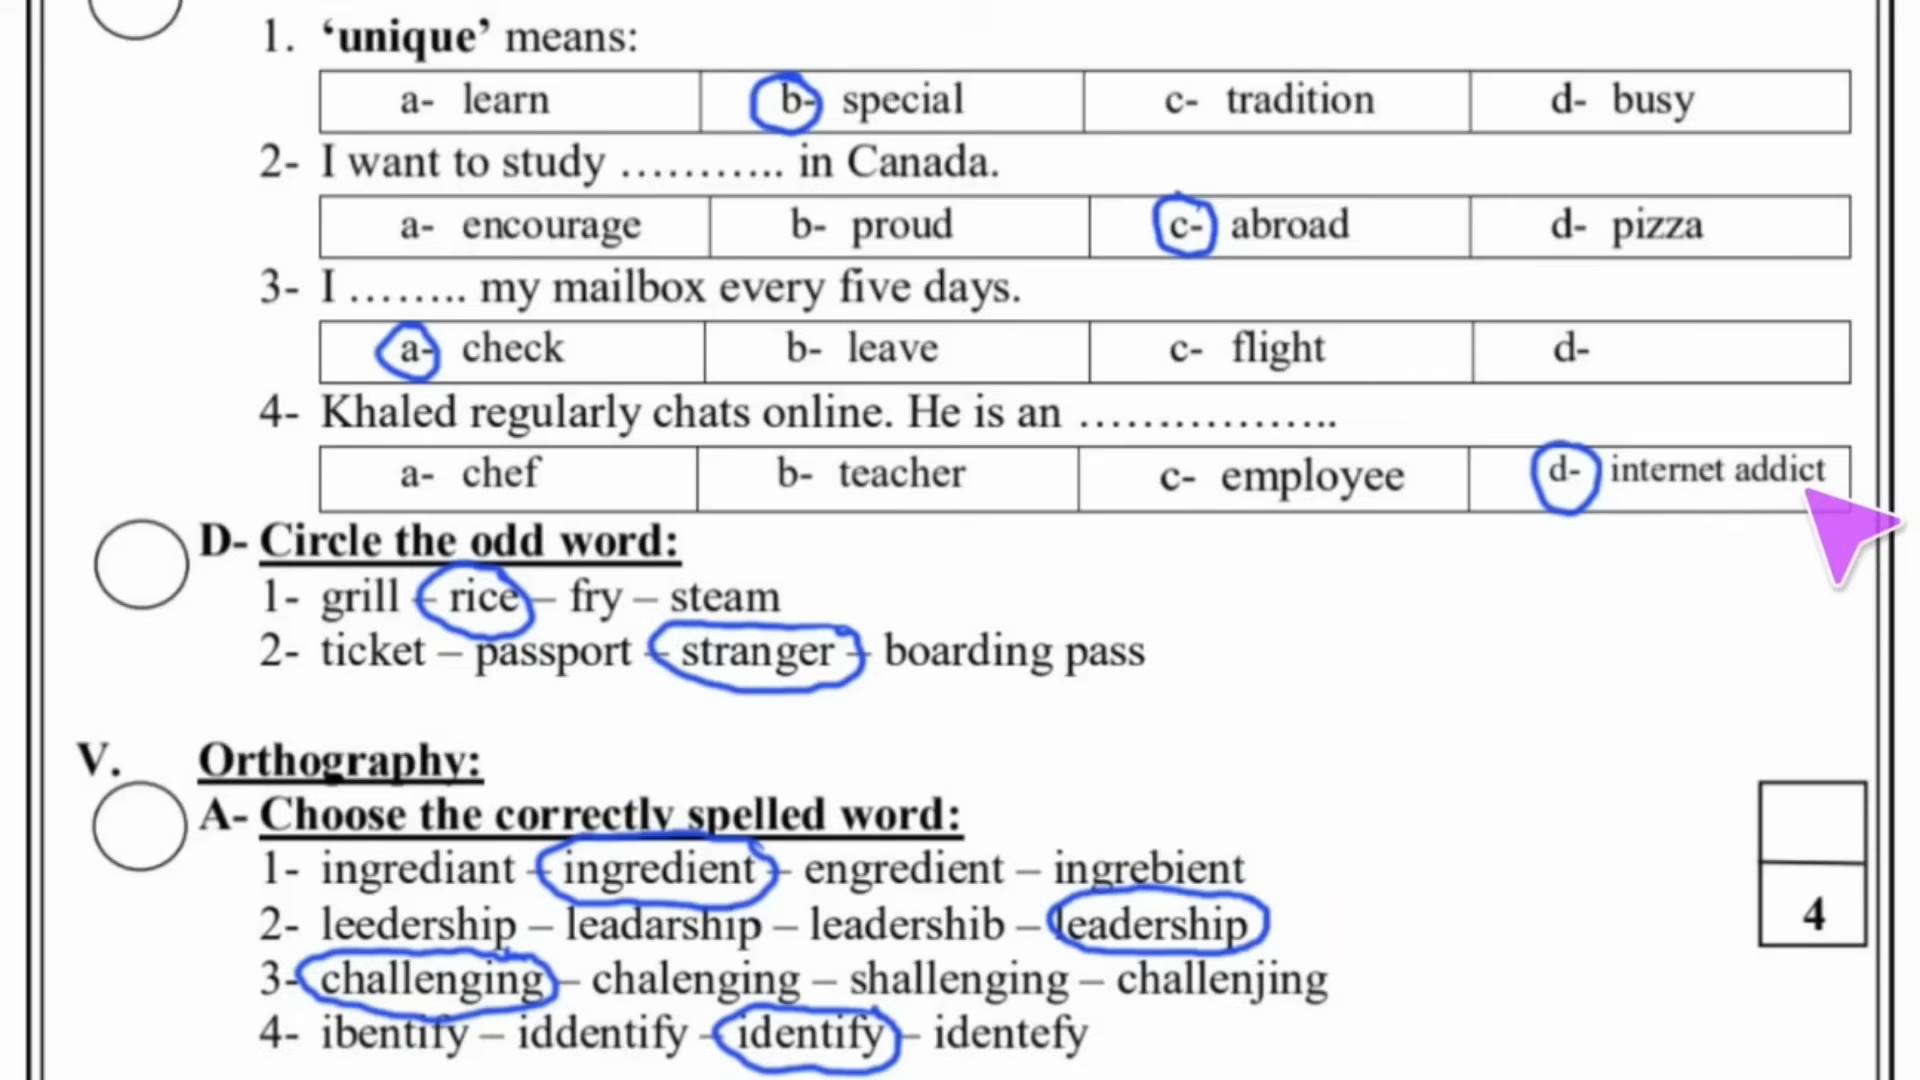 1. ‘unique’ means:
a- learn b- special c- tradition d- busy
2- I want to study ……….. in Canada.
a- encourage b- proud c- abroad d- pizza
3- I …….. my mailbox every five days.
a- check b- leave c- flight d-
4- Khaled regularly chats online. He is an ……………..
a- chef b- teacher c- employee d- internet addict
D- Circle the odd word:
1- grill – rice – fry – steam
2- ticket – passport – stranger – boarding pass
V. Orthography:
A- Choose the correctly spelled word:
1- ingrediant – ingredient – engredient – ingrebient
2- leedership – leadarship – leadershib – leadership
4
3- challenging – chalenging – shallenging – challenjing
4- ibentify – iddentify – identify – identefy